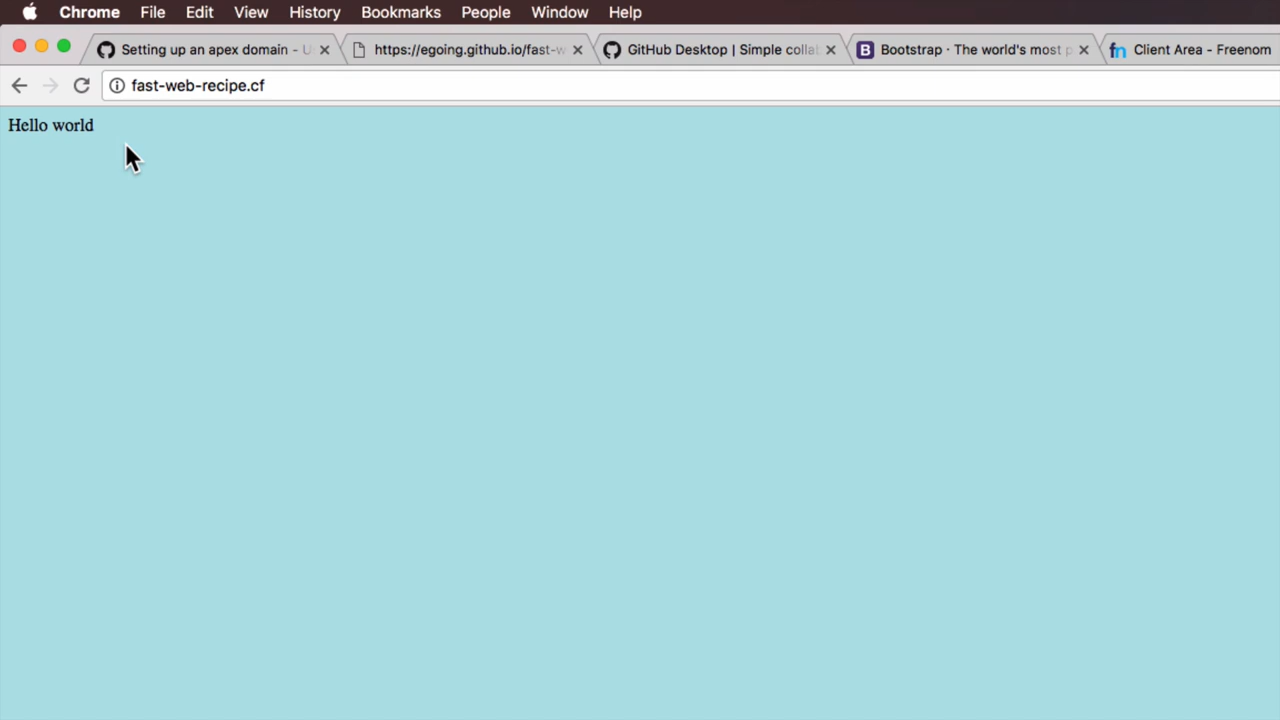 Chrome File Edit View History Bookmarks People Window Help
Setting up an apex domain - U https://egoing.github.io/fast-w GitHub Desktop | Simple colla Bootstrap · The world's most p Client Area - Freenom
fast-web-recipe.cf
Hello world